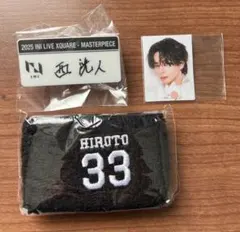 2025 INI LIVE XQUARE - MASTERPIECE
INI
西 洸人
HIROTO
33